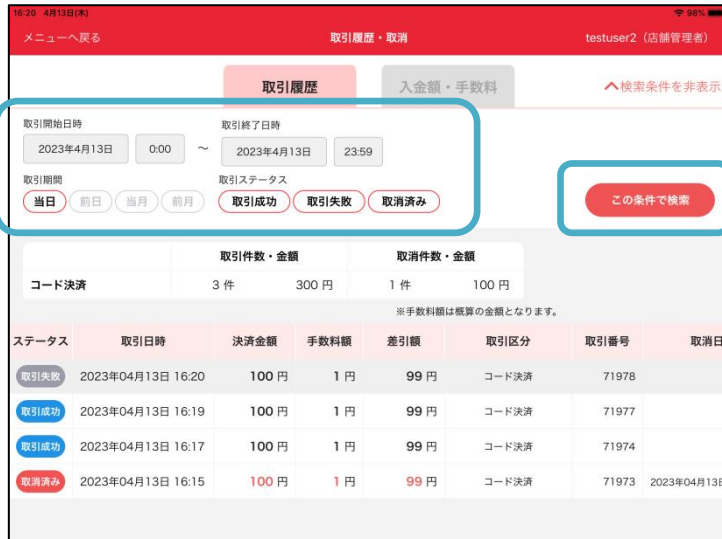 16:20 4月13日(木) 98%
メニューへ戻る 取引履歴・取消 testuser2（店舗管理者）
取引履歴 入金額・手数料 検索条件を非表示
取引開始日時 取引終了日時
2023年4月13日 0:00 ～ 2023年4月13日 23:59
取引期間 取引ステータス
当日 前日 当月 前月 取引成功 取引失敗 取消済み この条件で検索
取引件数・金額 取消件数・金額
コード決済 3 件 300 円 1 件 100 円
※手数料額は概算の金額となります。
ステータス 取引日時 決済金額 手数料額 差引額 取引区分 取引番号 取消日
取引失敗 2023年04月13日 16:20 100 円 1 円 99 円 コード決済 71978
取引成功 2023年04月13日 16:19 100 円 1 円 99 円 コード決済 71977
取引成功 2023年04月13日 16:17 100 円 1 円 99 円 コード決済 71974
取消済み 2023年04月13日 16:15 100 円 1 円 99 円 コード決済 71973 2023年04月13日